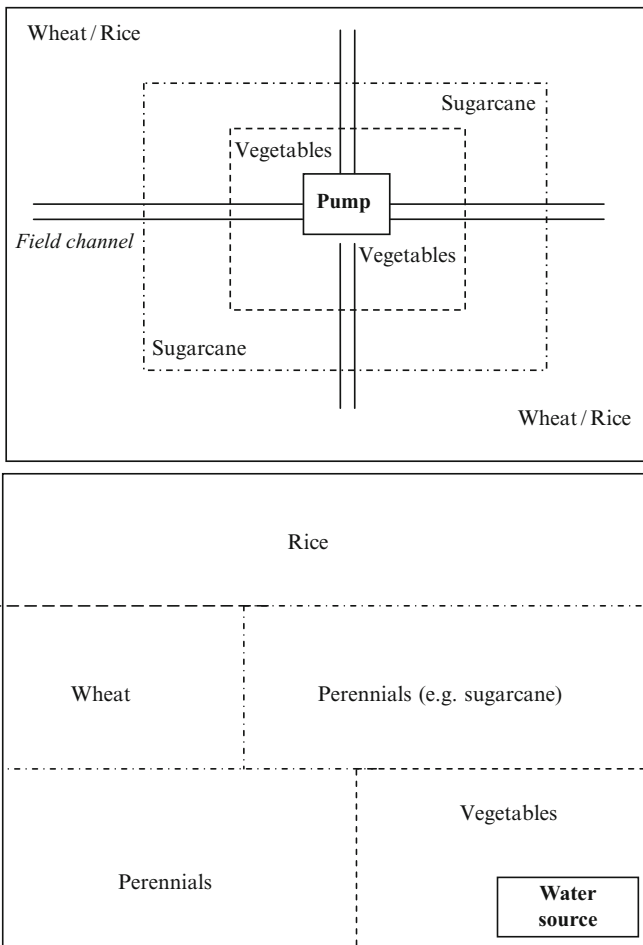 Wheat / Rice
Sugarcane
Vegetables
Pump
Field channel
Vegetables
Sugarcane
Wheat / Rice
Rice
Wheat
Perennials (e.g. sugarcane)
Vegetables
Perennials
Water
source